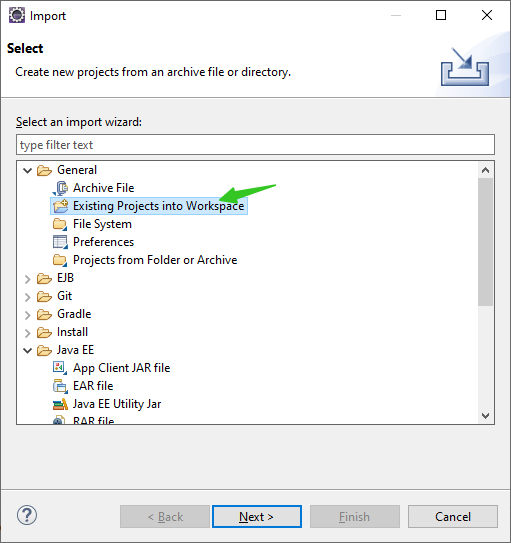 Import
Select
Create new projects from an archive file or directory.
Select an import wizard:
type filter text
General
Archive File
Existing Projects into Workspace
File System
Preferences
Projects from Folder or Archive
EJB
Git
Gradle
Install
Java EE
App Client JAR file
EAR file
Java EE Utility Jar
RAR file
?
< Back
Next >
Finish
Cancel